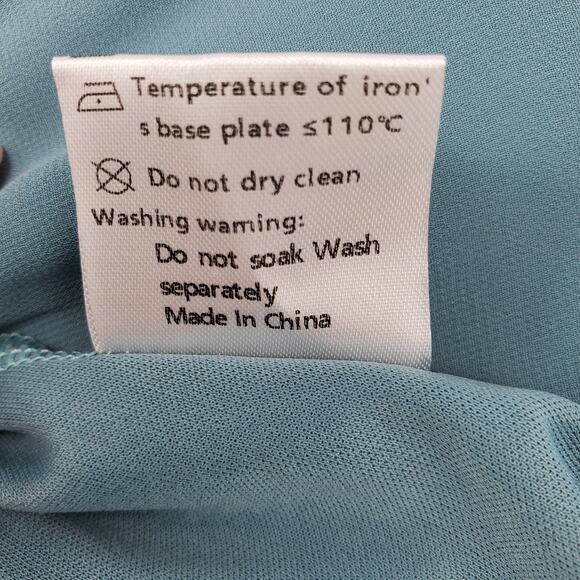 Temperature of iron'
s base plate ≤110℃
Do not dry clean
Washing warning:
Do not soak Wash
separately
Made In China